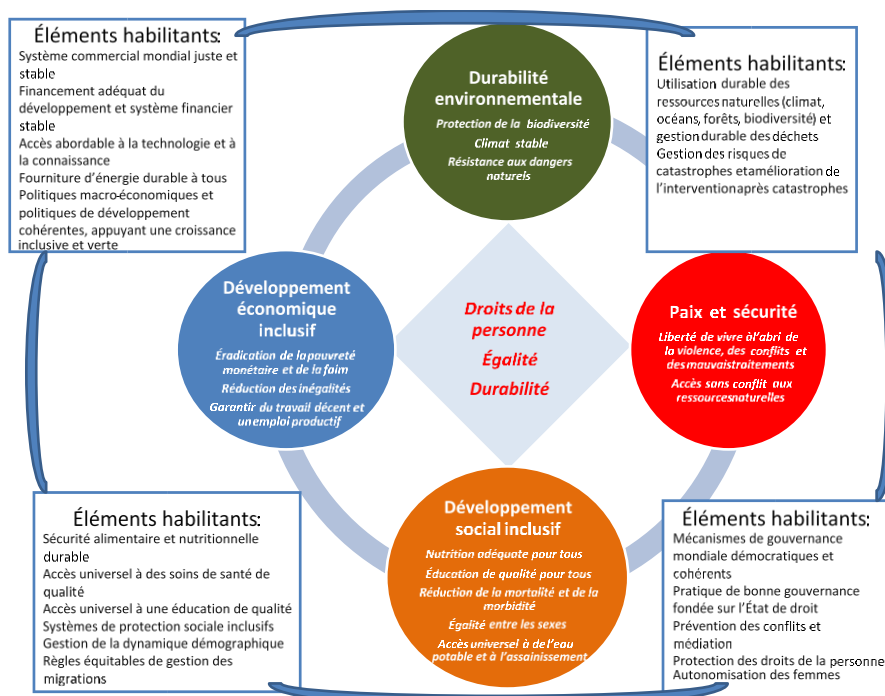 Éléments habilitants:
Système commercial mondial juste et
stable
Financement adéquat du
développement et système financier
stable
Accès abordable à la technologie et à
la connaissance
Fourniture d'énergie durable à tous
Politiques macro-économiques et
politiques de développement
cohérentes, appuyant une croissance
inclusive et verte
Durabilité
environnementale
Protection de la biodiversité
Climat stable
Résistance aux dangers
naturels
Éléments habilitants:
Utilisation durable des
ressources naturelles (climat,
océans, forêts, biodiversité) et
gestion durable des déchets
Gestion des risques de
catastrophes etamélioration de
l'interventionaprès catastrophes
Développement
économique
inclusif
Éradication de la pauvreté
monétaire et de la faim
Réduction des inégalités
Garantir du travail décent et
un emploi productif
Droits de la
personne
Égalité
Durabilité
Paix et sécurité
Liberté de vivre àl'abri de
la violence, des conflits et
des mauvaistraitements
Accès sans conflit aux
ressourcesnaturelles
Éléments habilitants:
Sécurité alimentaire et nutritionnelle
durable
Accès universel à des soins de santé de
qualité
Accès universel à une éducation de qualité
Systèmes de protection sociale inclusifs
Gestion de la dynamique démographique
Règles équitables de gestion des
migrations
Développement
social inclusif
Nutrition adéquate pour tous
Éducation de qualité pour tous
Réduction de la mortalité et de la
morbidité
Égalité entre les sexes
Accès universel à de l'eau
potable et à l'assainissement
Éléments habilitants:
Mécanismes de gouvernance
mondiale démocratiques et
cohérents
Pratique de bonne gouvernance
fondée sur l'État de droit
Prévention des conflits et
médiation
Protection des droits de la personne
Autonomisation des femmes